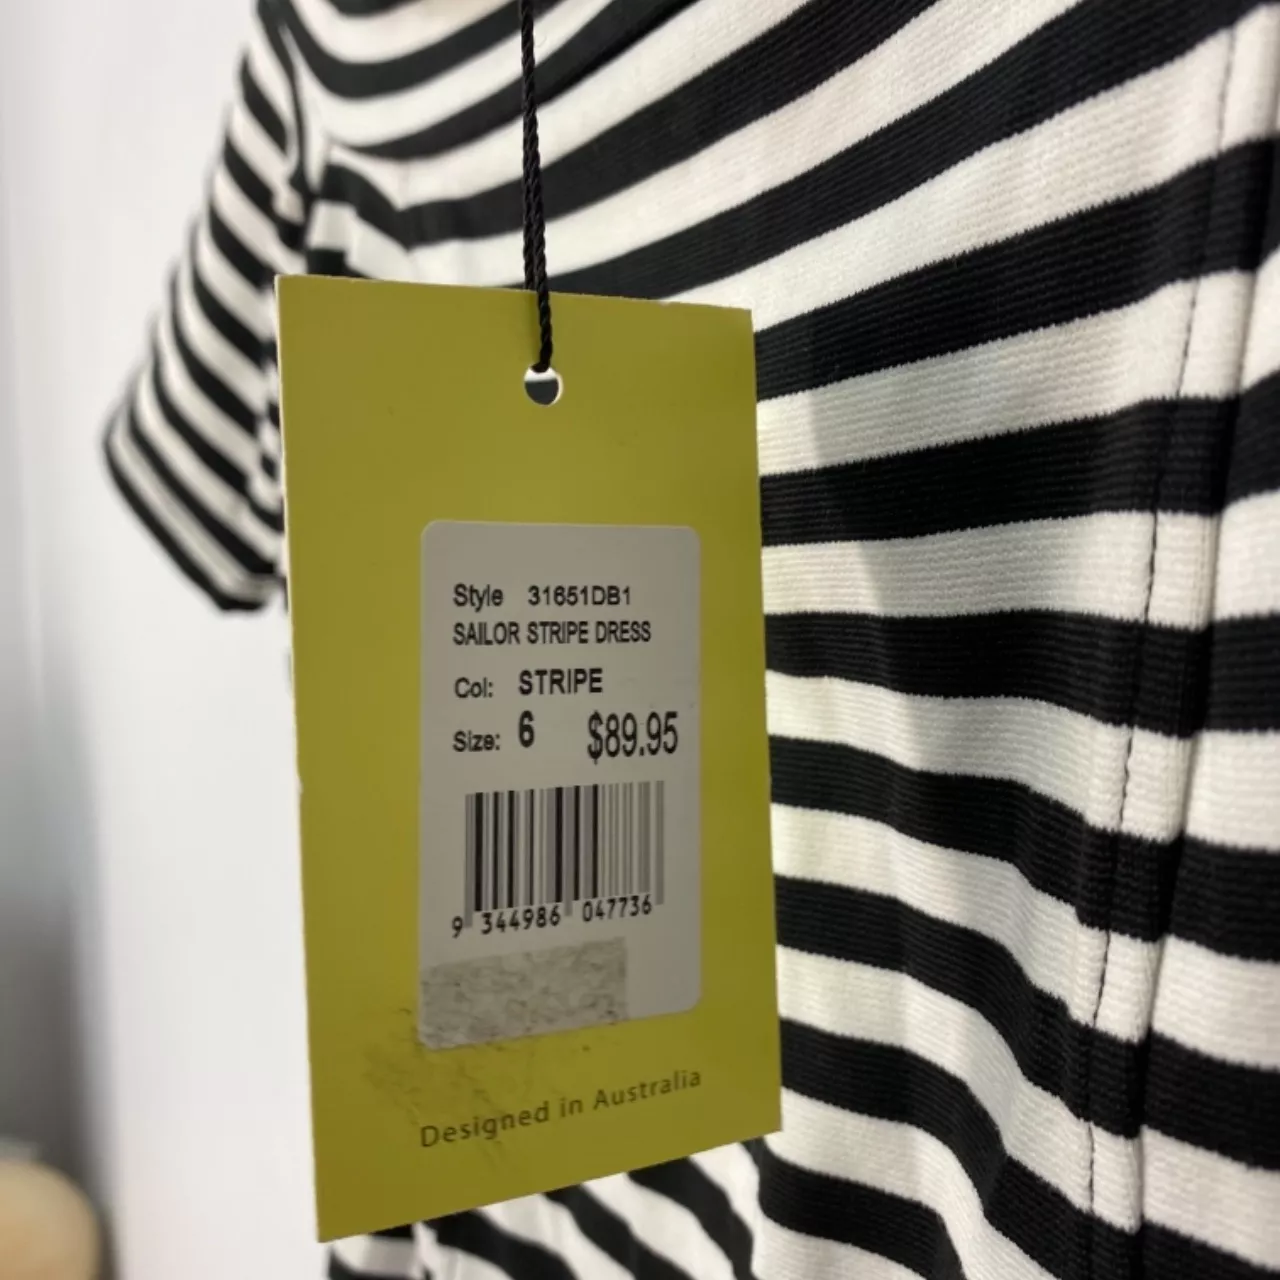 Style 31651DB1
SAILOR STRIPE DRESS
Col: STRIPE
Size: 6 $89.95
9 344986 047736
Designed in Australia